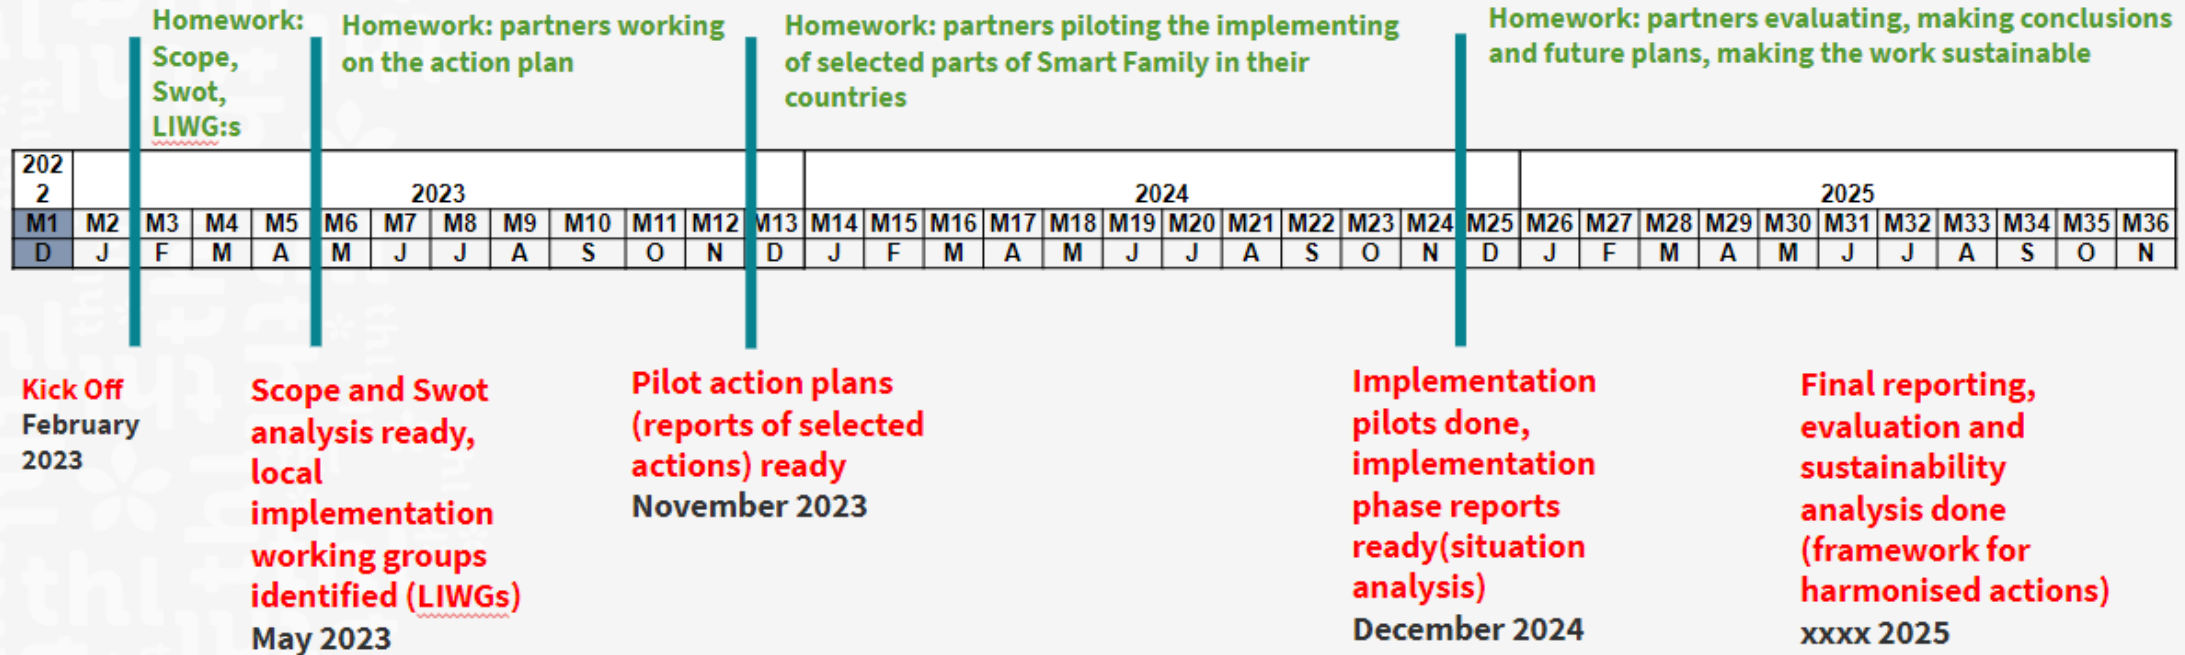 Homework:
Scope,
Swot,
LIWG:s
Homework: partners working
on the action plan
Homework: partners piloting the implementing
of selected parts of Smart Family in their
countries
Homework: partners evaluating, making conclusions
and future plans, making the work sustainable
202
2
2023
2024
2025
M1 M2 M3 M4 M5 M6 M7 M8 M9 M10 M11 M12 M13 M14 M15 M16 M17 M18 M19 M20 M21 M22 M23 M24 M25 M26 M27 M28 M29 M30 M31 M32 M33 M34 M35 M36
D J F M A M J J A S O N D J F M A M J J A S O N D J F M A M J J A S O N
Kick Off
February
2023
Scope and Swot
analysis ready,
local
implementation
working groups
identified (LIWGs)
May 2023
Pilot action plans
(reports of selected
actions) ready
November 2023
Implementation
pilots done,
implementation
phase reports
ready(situation
analysis)
December 2024
Final reporting,
evaluation and
sustainability
analysis done
(framework for
harmonised actions)
xxxx 2025
thl